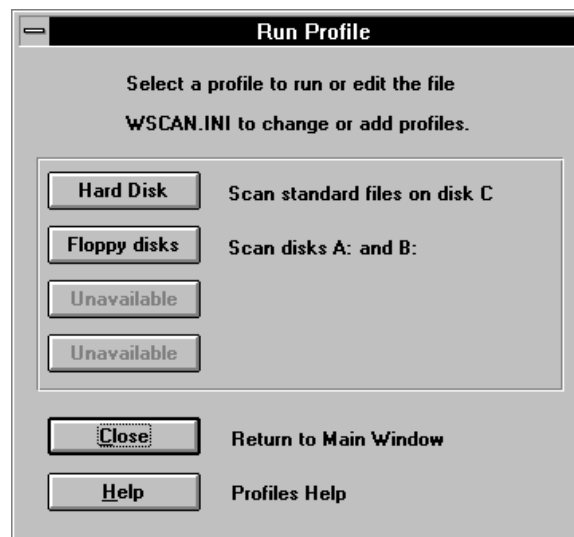 Run Profile
Select a profile to run or edit the file
WSCAN.INI to change or add profiles.
Hard Disk Scan standard files on disk C
Floppy disks Scan disks A: and B:
Unavailable
Unavailable
Close Return to Main Window
Help Profiles Help